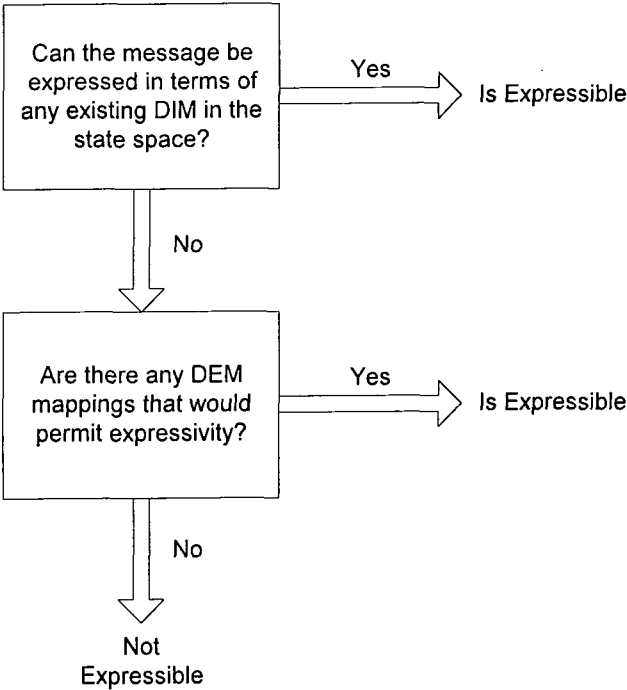 Can the message be
expressed in terms of
any existing DIM in the
state space?
Yes
Is Expressible
No
Are there any DEM
mappings that would
permit expressivity?
Yes
Is Expressible
No
Not
Expressible